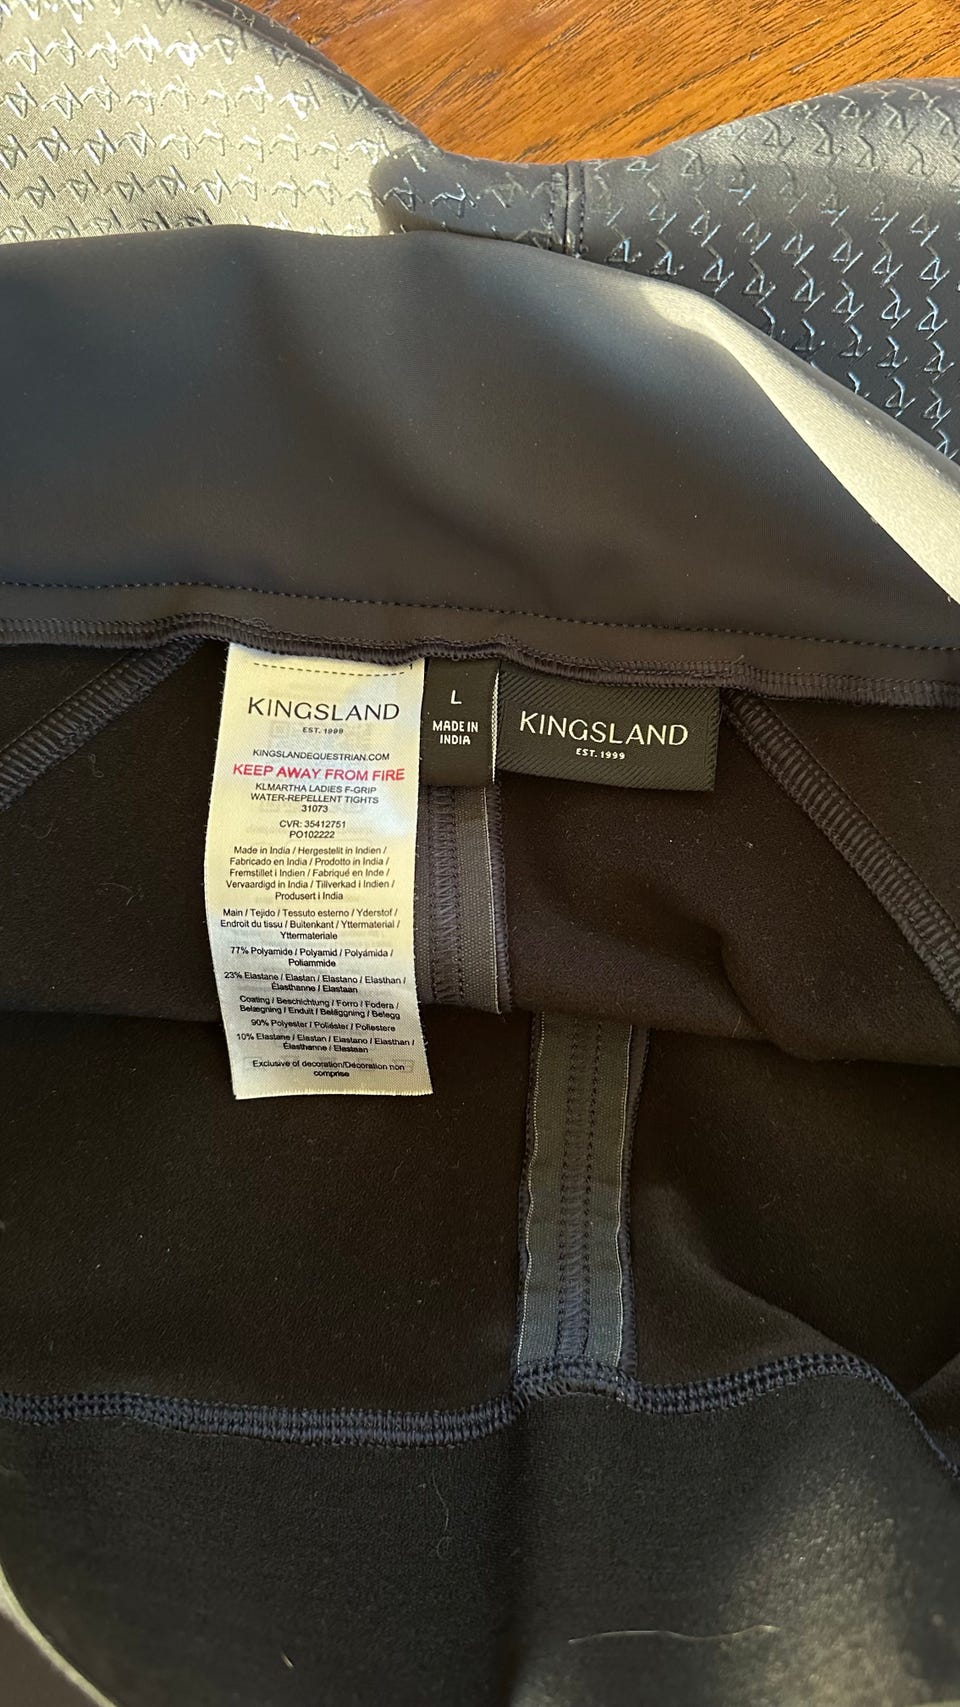 KINGSLAND
EST. 1999
KINGSLANDEQUESTRIAN.COM
KEEP AWAY FROM FIRE
KLMARTHA LADIES F-GRIP
WATER-REPELLENT TIGHTS
31073
CVR: 35412751
PO102222
Made in India / Hergestellt in Indien /
Fabricado en India / Prodotto in India /
Fremstillet i Indien / Fabriqué en Inde /
Vervaardigd in India / Tillverkad i Indien /
Produsert i India
Main / Tejido / Tessuto esterno / Yderstof /
Endroit du tissu / Buitenkant / Yttermaterial /
Yttermateriale
77% Polyamide / Polyamid / Polyámida /
Poliammide
23% Elastane / Elastan / Elastano / Elasthan /
Élasthanne / Elastaan
Coating / Beschichtung / Forro / Fodera /
Belægning / Enduit / Beläggning / Belegg
90% Polyester / Poliéster / Poliestere
10% Elastane / Elastan / Elastano / Elasthan /
Élasthanne / Elastaan
Exclusive of decoration/Décoration non
comprise
L
MADE IN
INDIA
KINGSLAND
EST. 1999